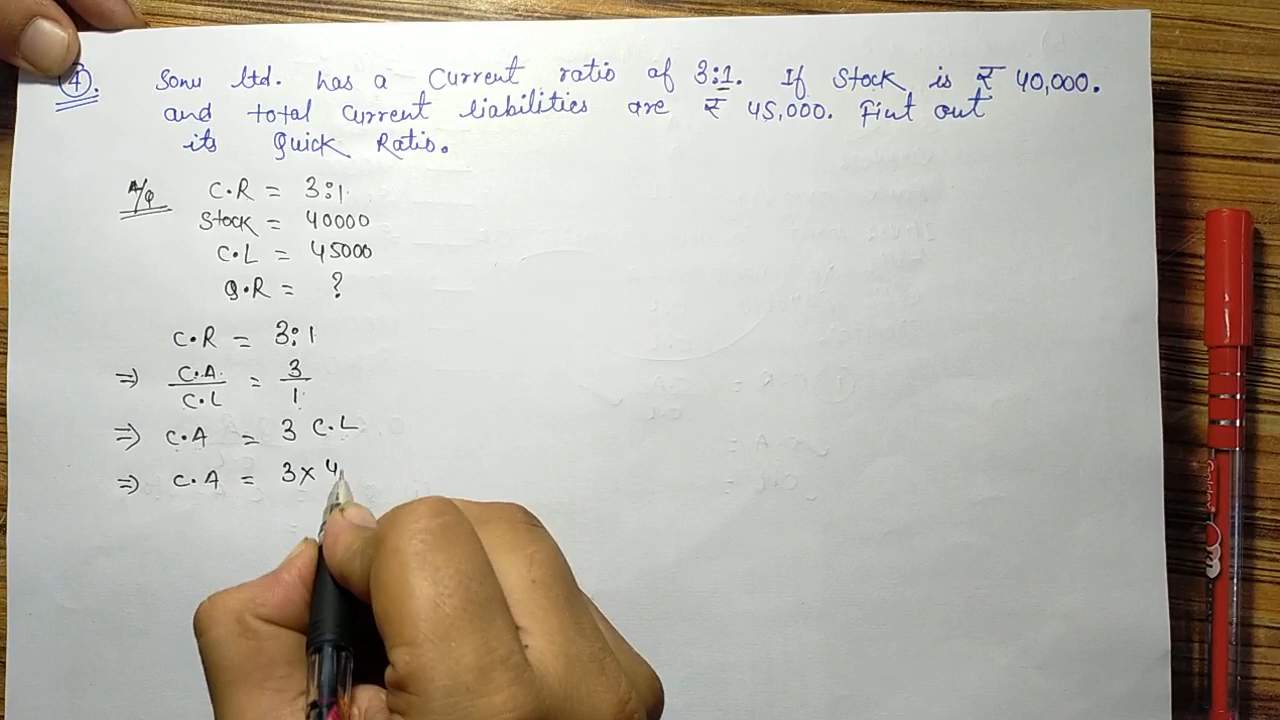 ④. Sonu ltd. has a Current ratio of 3:1. If Stock is ₹ 40,000.
and total Current liabilities are ₹ 45,000. Fint out
its Quick Ratio.
A/Q C.R = 3:1.
Stock = 40000
C.L = 45000
Q.R = ?
C.R = 3:1
⇒ C.A. / C.L = 3 / 1
⇒ C.A = 3 C.L
⇒ C.A = 3 × 4